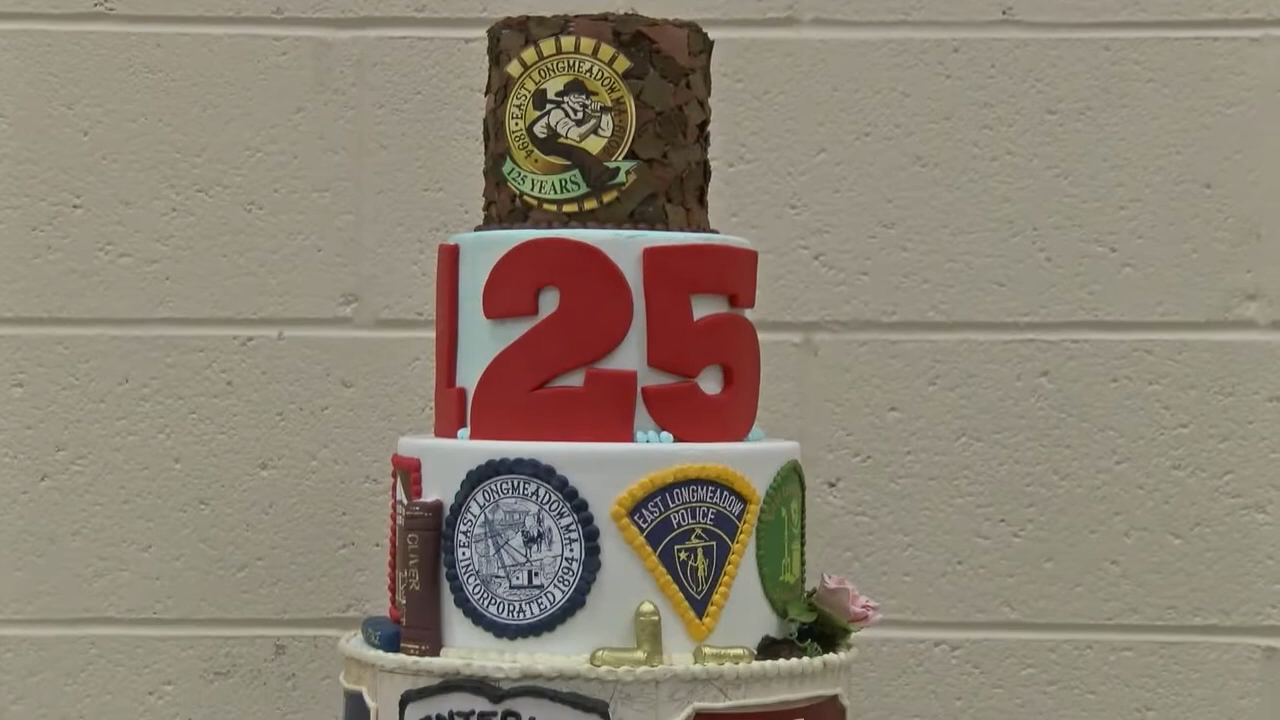 EAST LONGMEADOW, MA
1894 · 2019
125 YEARS
125
EAST LONGMEADOW, MA
INCORPORATED 1894
OLIVER
EAST LONGMEADOW
POLICE